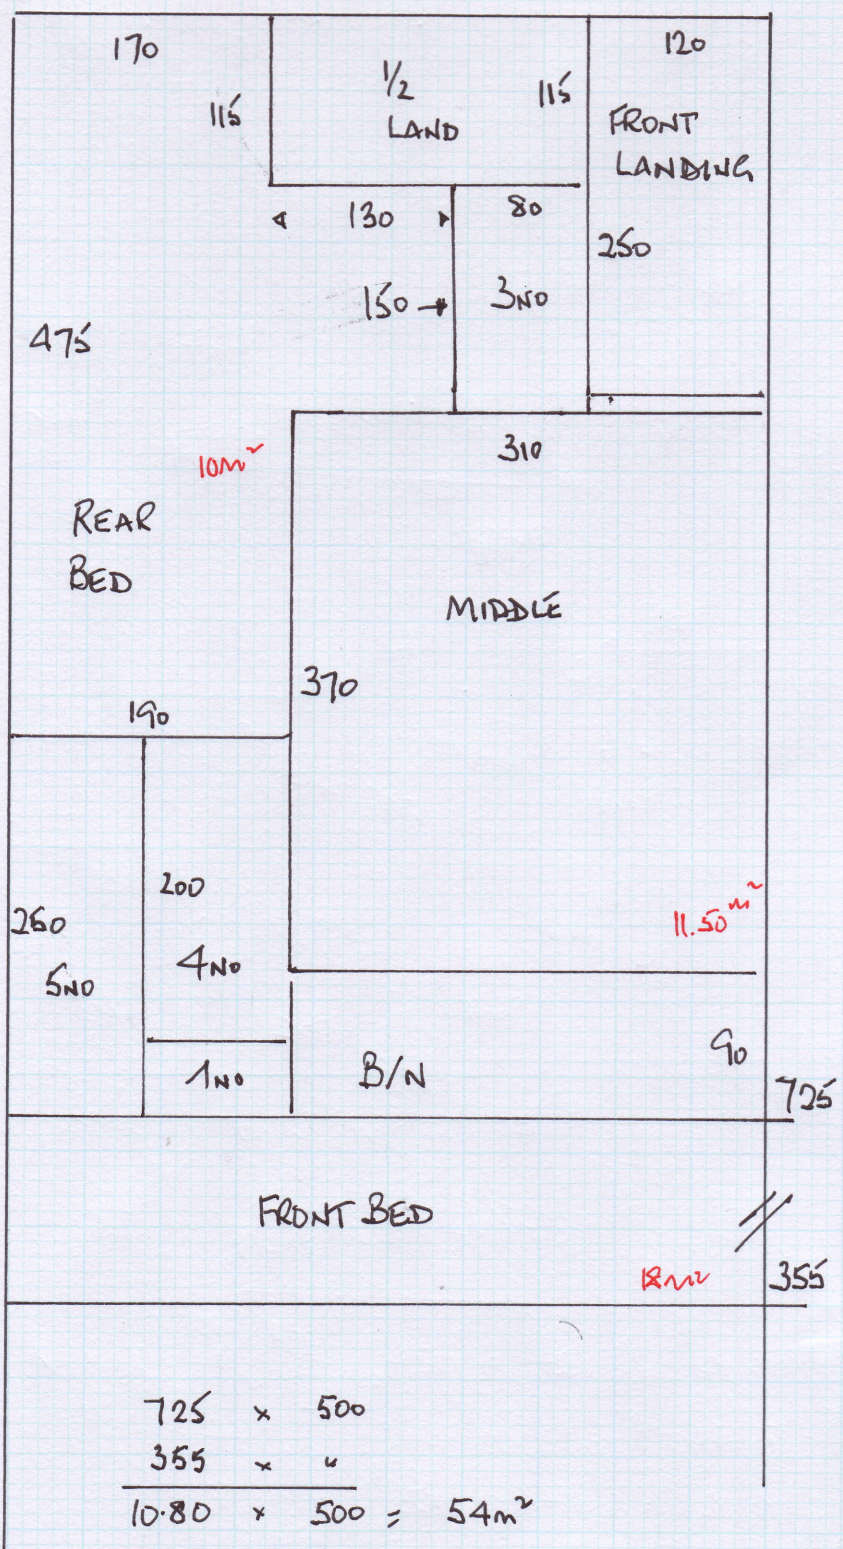 170
120
1/2
LAND
115
115
FRONT
LANDING
130
80
250
150
3NO
475
310
10m²
REAR
BED
MIDDLE
370
190
200
260
11.50 m²
4NO
5NO
90
1NO
B/N
725
FRONT BED
18m²
355
725 × 500
355 × "
10.80 × 500 = 54m²